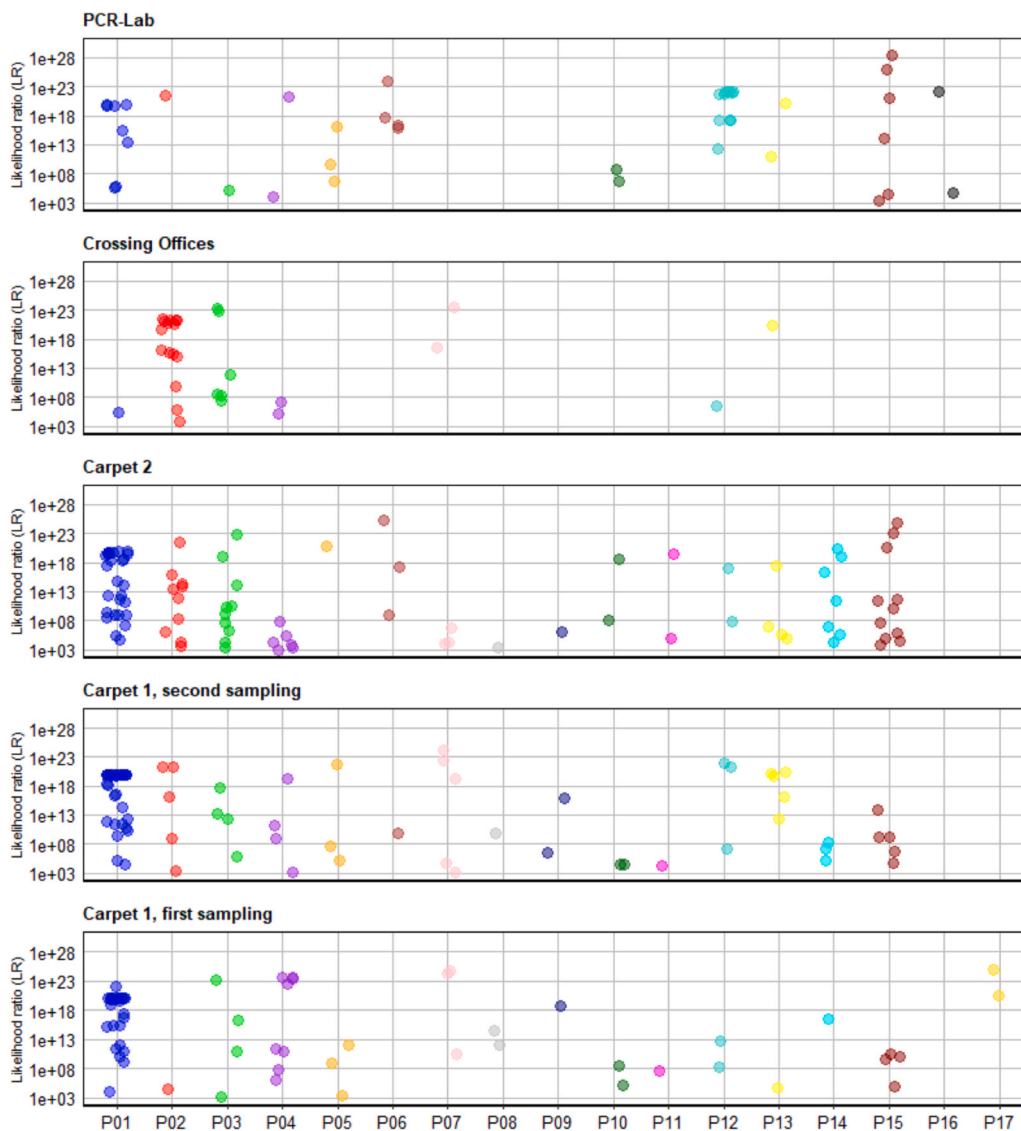 PCR-Lab
Likelihood ratio (LR)
1e+28
1e+23
1e+18
1e+13
1e+08
1e+03
Crossing Offices
Likelihood ratio (LR)
1e+28
1e+23
1e+18
1e+13
1e+08
1e+03
Carpet 2
Likelihood ratio (LR)
1e+28
1e+23
1e+18
1e+13
1e+08
1e+03
Carpet 1, second sampling
Likelihood ratio (LR)
1e+28
1e+23
1e+18
1e+13
1e+08
1e+03
Carpet 1, first sampling
Likelihood ratio (LR)
1e+28
1e+23
1e+18
1e+13
1e+08
1e+03
P01 P02 P03 P04 P05 P06 P07 P08 P09 P10 P11 P12 P13 P14 P15 P16 P17